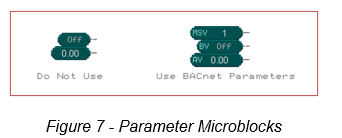 Off
0.00
Do Not Use
MSV 1
BV Off
AV 0.00
Use BACnet Parameters
Figure 7 - Parameter Microblocks